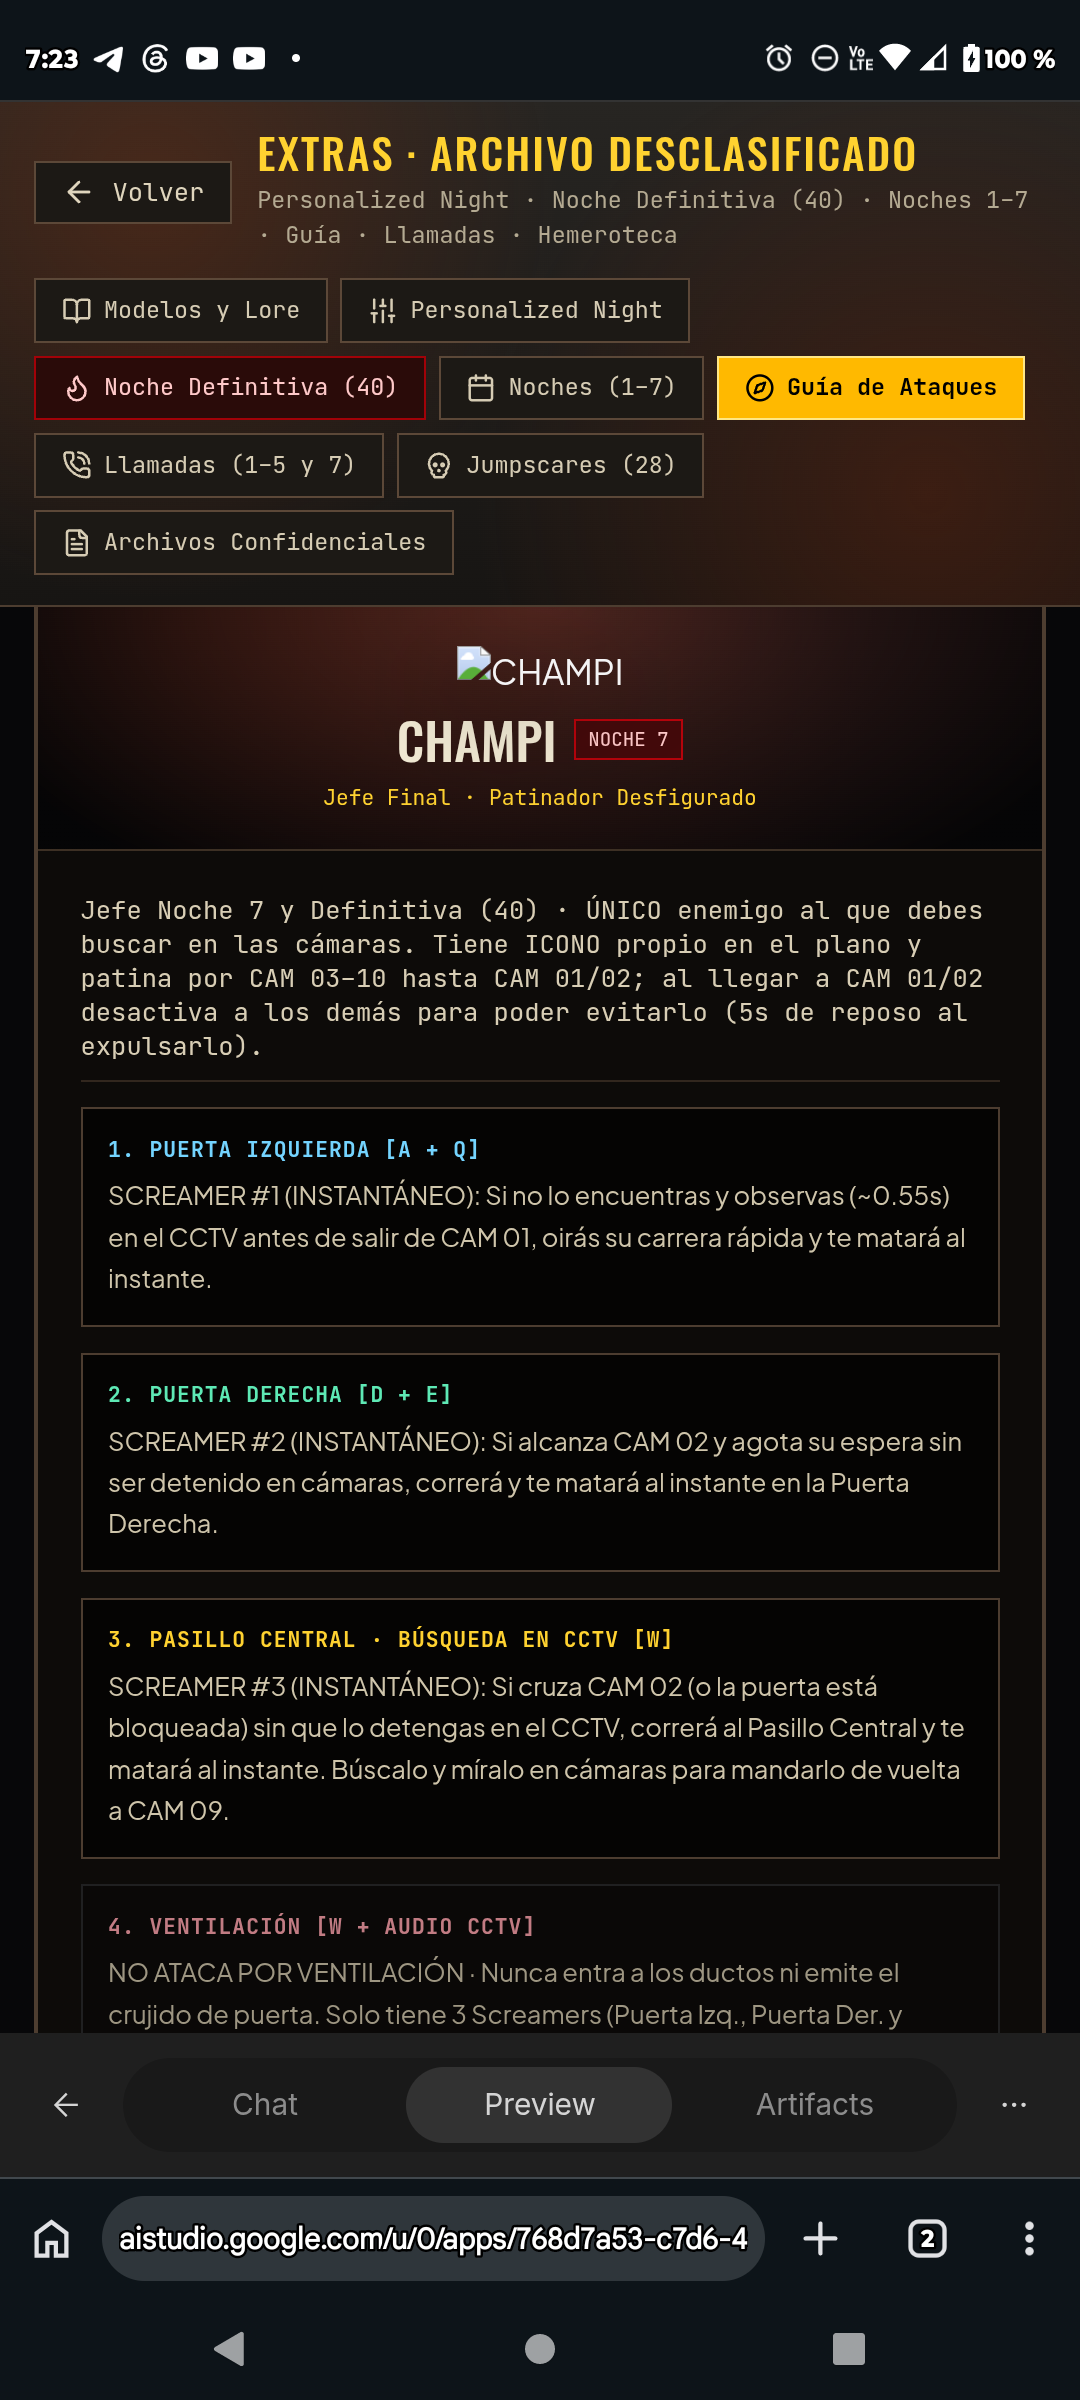 7:23
Vo LTE
100 %
EXTRAS · ARCHIVO DESCLASIFICADO
Volver
Personalized Night · Noche Definitiva (40) · Noches 1-7
· Guía · Llamadas · Hemeroteca
Modelos y Lore
Personalized Night
Noche Definitiva (40)
Noches (1-7)
Guía de Ataques
Llamadas (1-5 y 7)
Jumpscares (28)
Archivos Confidenciales
CHAMPI
CHAMPI
NOCHE 7
Jefe Final · Patinador Desfigurado
Jefe Noche 7 y Definitiva (40) · ÚNICO enemigo al que debes
buscar en las cámaras. Tiene ICONO propio en el plano y
patina por CAM 03-10 hasta CAM 01/02; al llegar a CAM 01/02
desactiva a los demás para poder evitarlo (5s de reposo al
expulsarlo).
1. PUERTA IZQUIERDA [A + Q]
SCREAMER #1 (INSTANTÁNEO): Si no lo encuentras y observas (~0.55s)
en el CCTV antes de salir de CAM 01, oirás su carrera rápida y te matará al
instante.
2. PUERTA DERECHA [D + E]
SCREAMER #2 (INSTANTÁNEO): Si alcanza CAM 02 y agota su espera sin
ser detenido en cámaras, correrá y te matará al instante en la Puerta
Derecha.
3. PASILLO CENTRAL · BÚSQUEDA EN CCTV [W]
SCREAMER #3 (INSTANTÁNEO): Si cruza CAM 02 (o la puerta está
bloqueada) sin que lo detengas en el CCTV, correrá al Pasillo Central y te
matará al instante. Búscalo y míralo en cámaras para mandarlo de vuelta
a CAM 09.
4. VENTILACIÓN [W + AUDIO CCTV]
NO ATACA POR VENTILACIÓN · Nunca entra a los ductos ni emite el
crujido de puerta. Solo tiene 3 Screamers (Puerta Izq., Puerta Der. y
Chat
Preview
Artifacts
aistudio.google.com/u/0/apps/768d7a53-c7d6-4
2